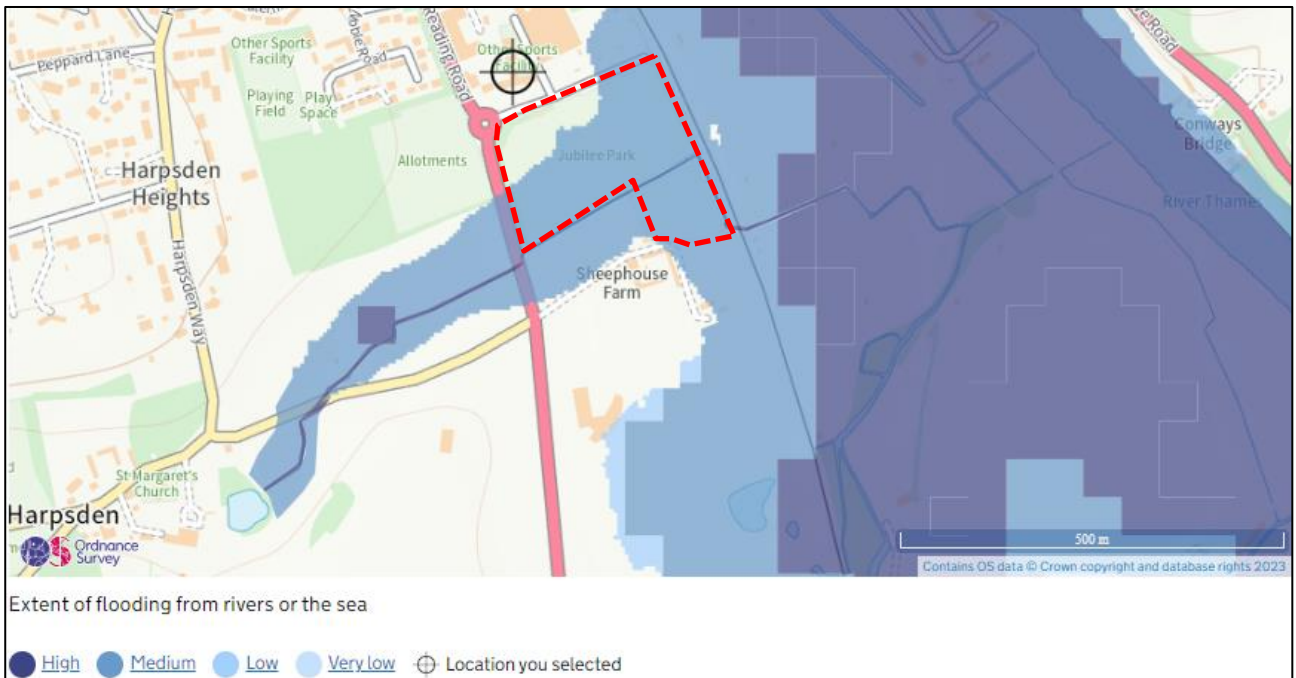 Peppard Lane
Other Sports
Facility
Playing
Field
Play
Space
Reading Road
Other Sports
Allotments
Jubilee Park
Harpsden
Heights
Harpsden Way
Sheephouse
Farm
Road
Conways
Bridge
River Thame
St Margaret's
Church
Harpsden
Ordnance
Survey
500 m
Contains OS data © Crown copyright and database rights 2023
Extent of flooding from rivers or the sea
High Medium Low Very low Location you selected